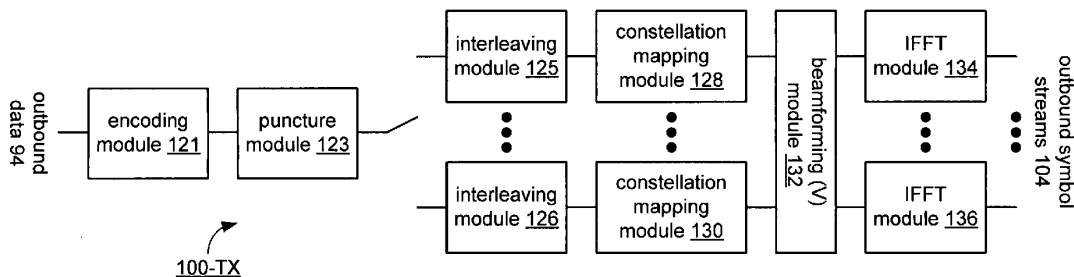 outbound
data 94
encoding
module 121
puncture
module 123
interleaving
module 125
constellation
mapping
module 128
interleaving
module 126
constellation
mapping
module 130
beamforming (V)
module 132
IFFT
module 134
IFFT
module 136
outbound symbol
streams 104
100-TX